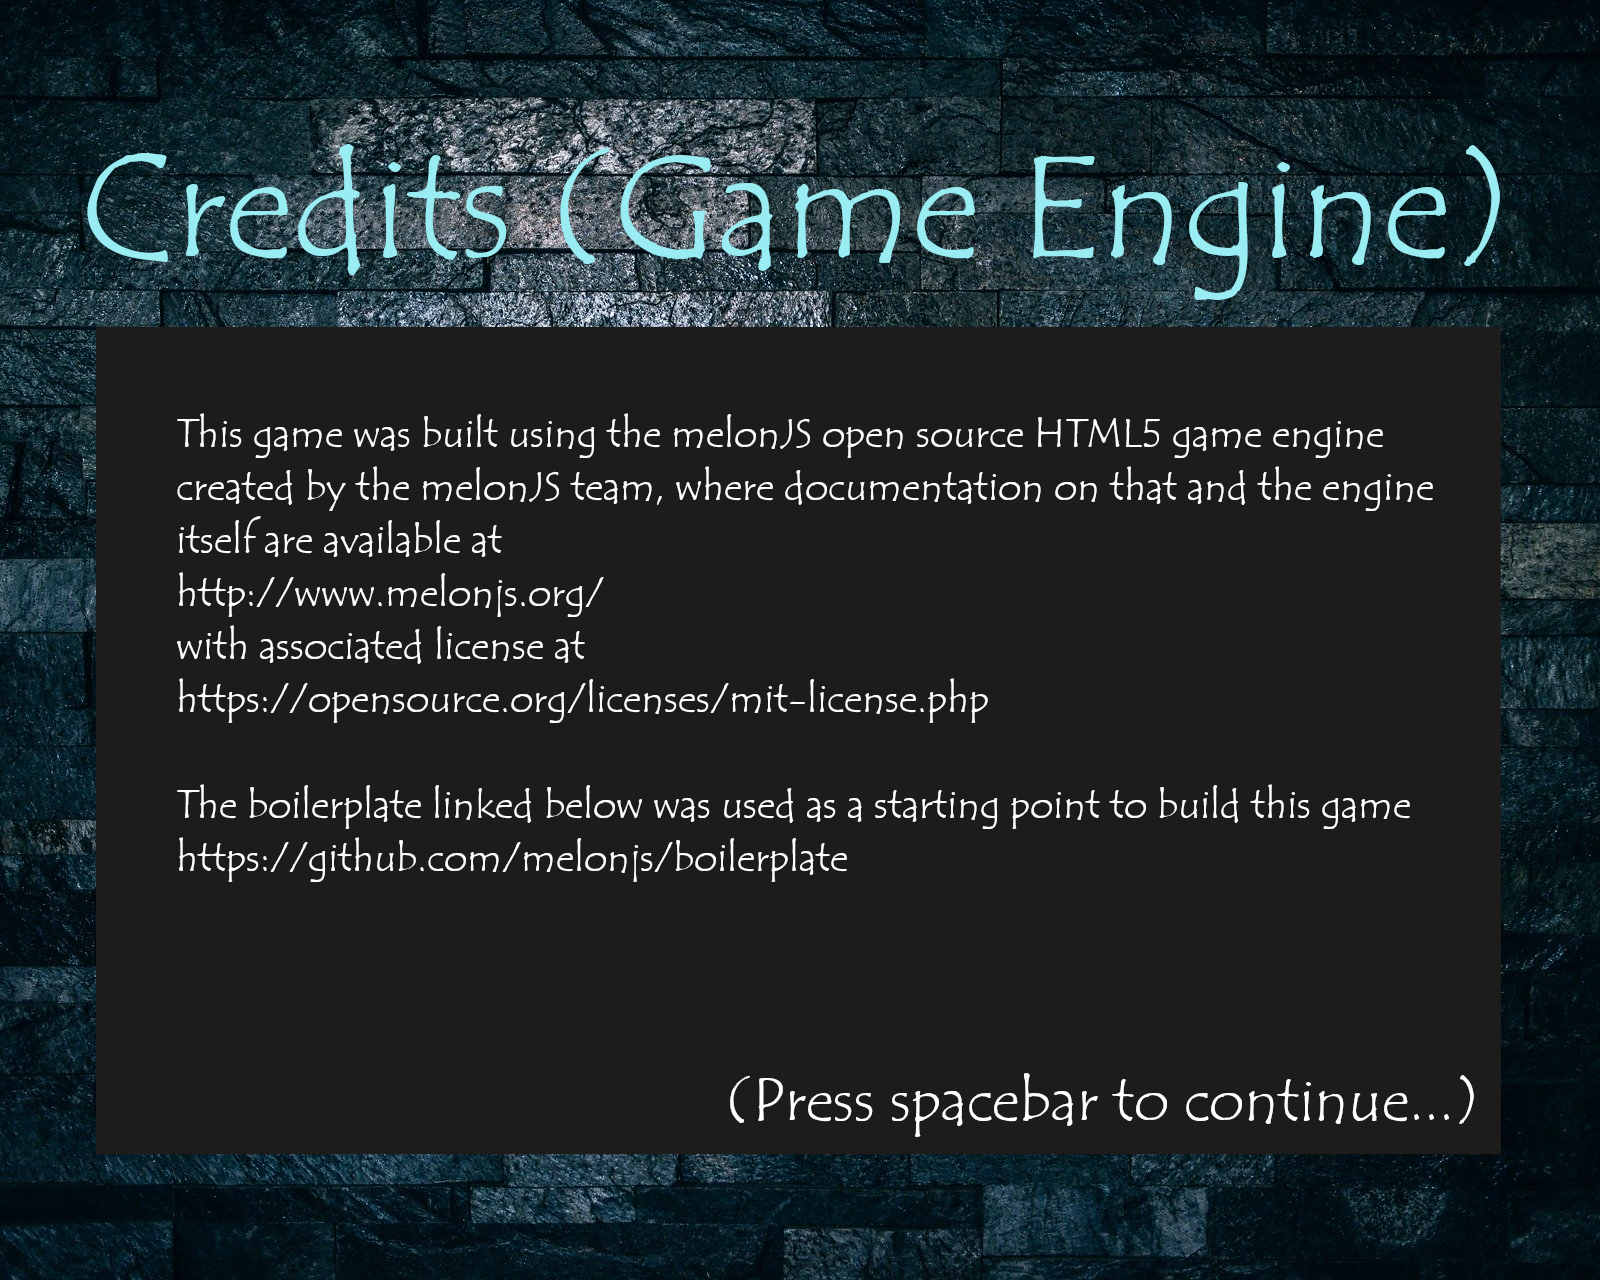 Credits (Game Engine)
This game was built using the melonJS open source HTML5 game engine
created by the melonJS team, where documentation on that and the engine
itself are available at
http://www.melonjs.org/
with associated license at
https://opensource.org/licenses/mit-license.php
The boilerplate linked below was used as a starting point to build this game
https://github.com/melonjs/boilerplate
(Press spacebar to continue...)